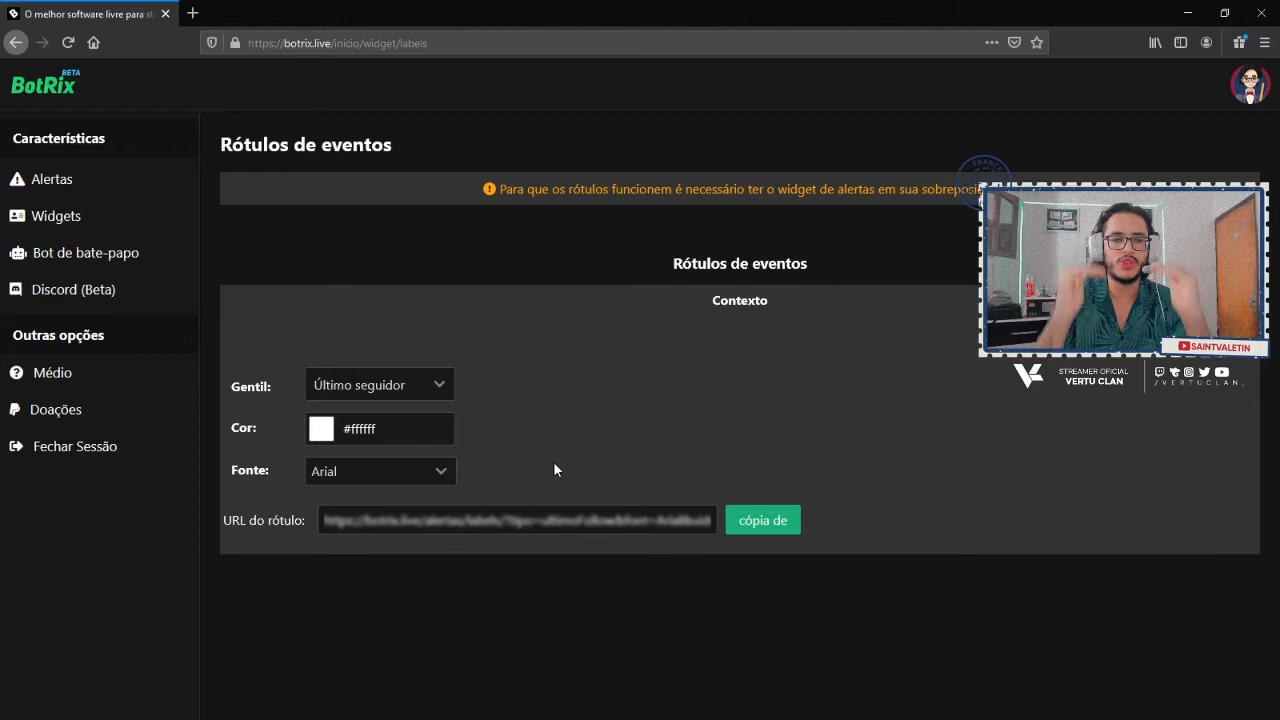 O melhor software livre para st
https://botrix.live/inicio/widget/labels
BotRix BETA
Características
Alertas
Widgets
Bot de bate-papo
Discord (Beta)
Outras opções
Médio
Doações
Fechar Sessão
Rótulos de eventos
Para que os rótulos funcionem é necessário ter o widget de alertas em sua
Rótulos de eventos
Contexto
Gentil: Último seguidor
Cor: #ffffff
Fonte: Arial
URL do rótulo: cópia de
FRANCE
SAINTVALETIN
STREAMER OFICIAL
VERTU CLAN
/VERTUCLAN_